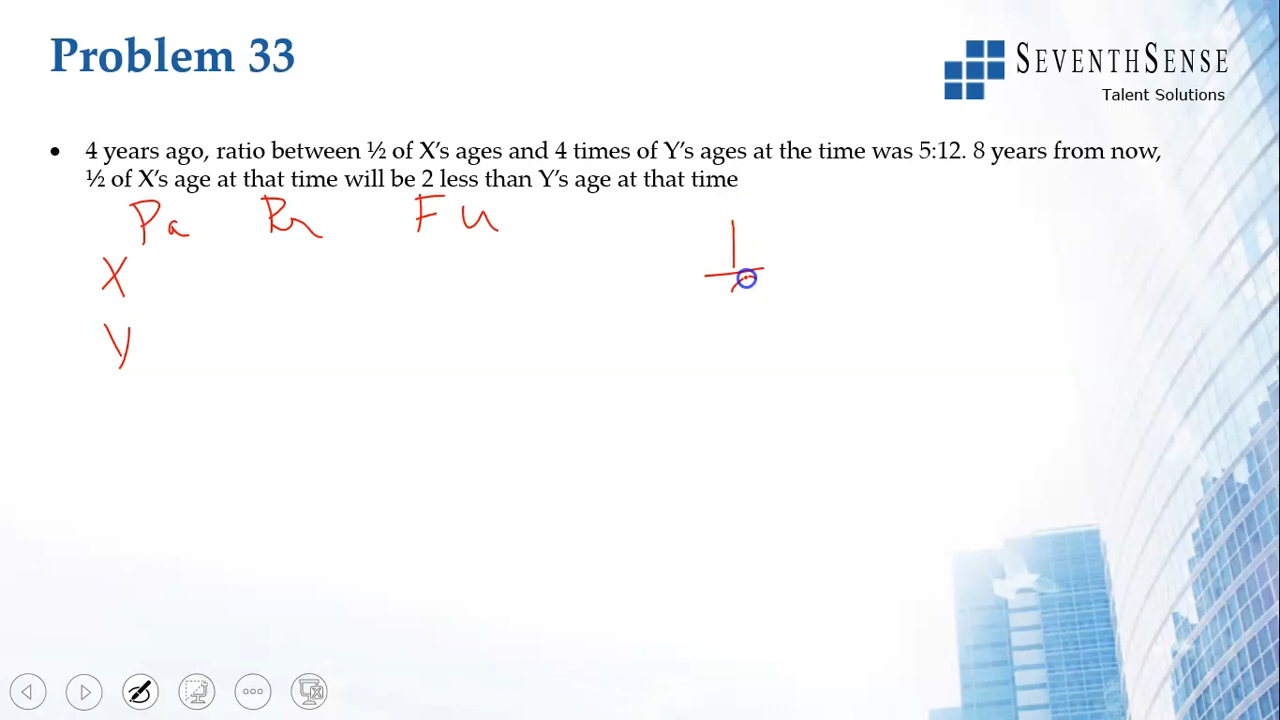 Problem 33
SEVENTHSENSE
Talent Solutions
• 4 years ago, ratio between ½ of X’s ages and 4 times of Y’s ages at the time was 5:12. 8 years from now,
½ of X’s age at that time will be 2 less than Y’s age at that time
Pa Pr Fu
X
Y
1